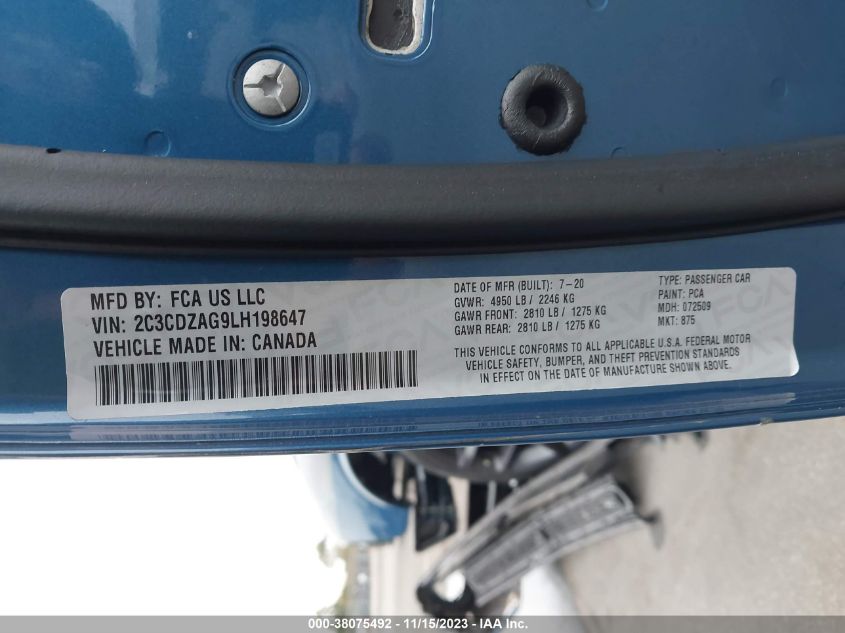 MFD BY: FCA US LLC
VIN: 2C3CDZAG9LH198647
VEHICLE MADE IN: CANADA
DATE OF MFR (BUILT): 7-20
GVWR: 4950 LB / 2246 KG
GAWR FRONT: 2810 LB / 1275 KG
GAWR REAR: 2810 LB / 1275 KG
TYPE: PASSENGER CAR
PAINT: PCA
MDH: 072509
MKT: 875
THIS VEHICLE CONFORMS TO ALL APPLICABLE U.S.A. FEDERAL MOTOR
VEHICLE SAFETY, BUMPER, AND THEFT PREVENTION STANDARDS
IN EFFECT ON THE DATE OF MANUFACTURE SHOWN ABOVE.
000-38075492 - 11/15/2023 - IAA Inc.